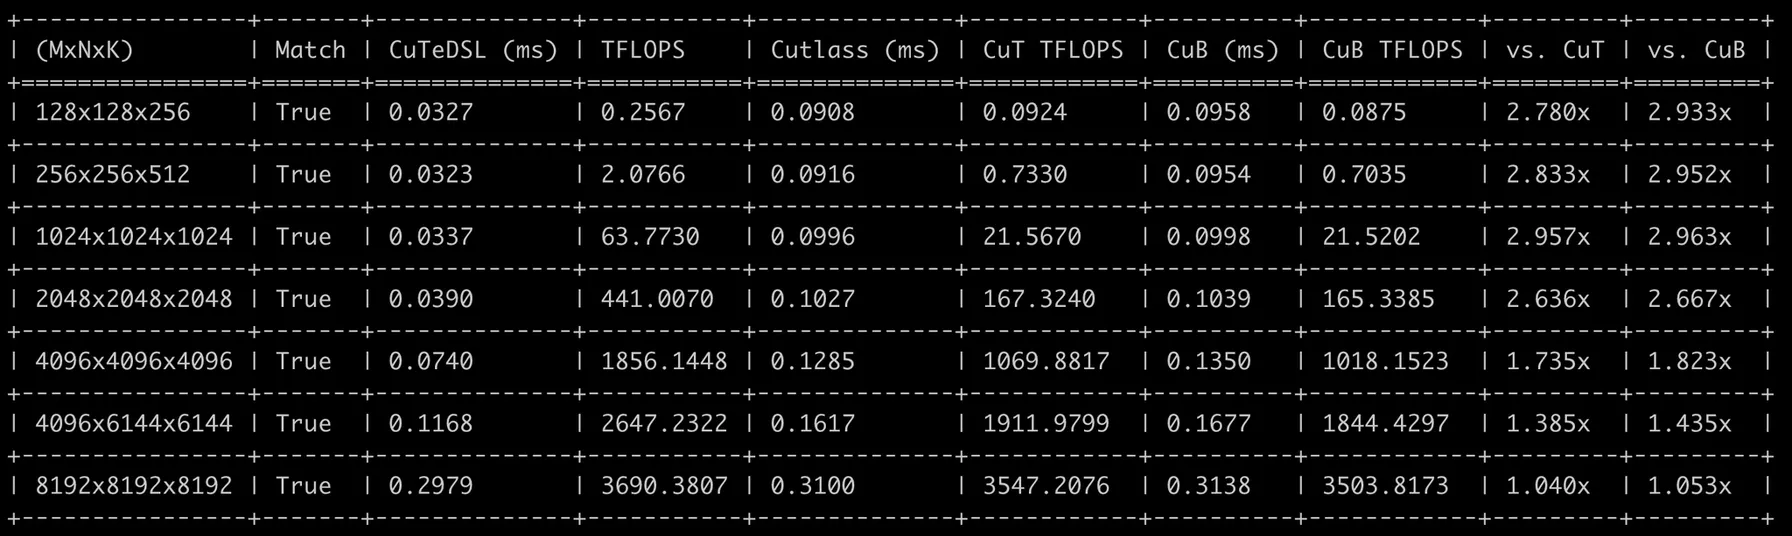 | (MxNxK) | Match | CuTeDSL (ms) | TFLOPS | Cutlass (ms) | CuT TFLOPS | CuB (ms) | CuB TFLOPS | vs. CuT | vs. CuB |
| 128x128x256 | True | 0.0327 | 0.2567 | 0.0908 | 0.0924 | 0.0958 | 0.0875 | 2.780x | 2.933x |
| 256x256x512 | True | 0.0323 | 2.0766 | 0.0916 | 0.7330 | 0.0954 | 0.7035 | 2.833x | 2.952x |
| 1024x1024x1024 | True | 0.0337 | 63.7730 | 0.0996 | 21.5670 | 0.0998 | 21.5202 | 2.957x | 2.963x |
| 2048x2048x2048 | True | 0.0390 | 441.0070 | 0.1027 | 167.3240 | 0.1039 | 165.3385 | 2.636x | 2.667x |
| 4096x4096x4096 | True | 0.0740 | 1856.1448 | 0.1285 | 1069.8817 | 0.1350 | 1018.1523 | 1.735x | 1.823x |
| 4096x6144x6144 | True | 0.1168 | 2647.2322 | 0.1617 | 1911.9799 | 0.1677 | 1844.4297 | 1.385x | 1.435x |
| 8192x8192x8192 | True | 0.2979 | 3690.3807 | 0.3100 | 3547.2076 | 0.3138 | 3503.8173 | 1.040x | 1.053x |